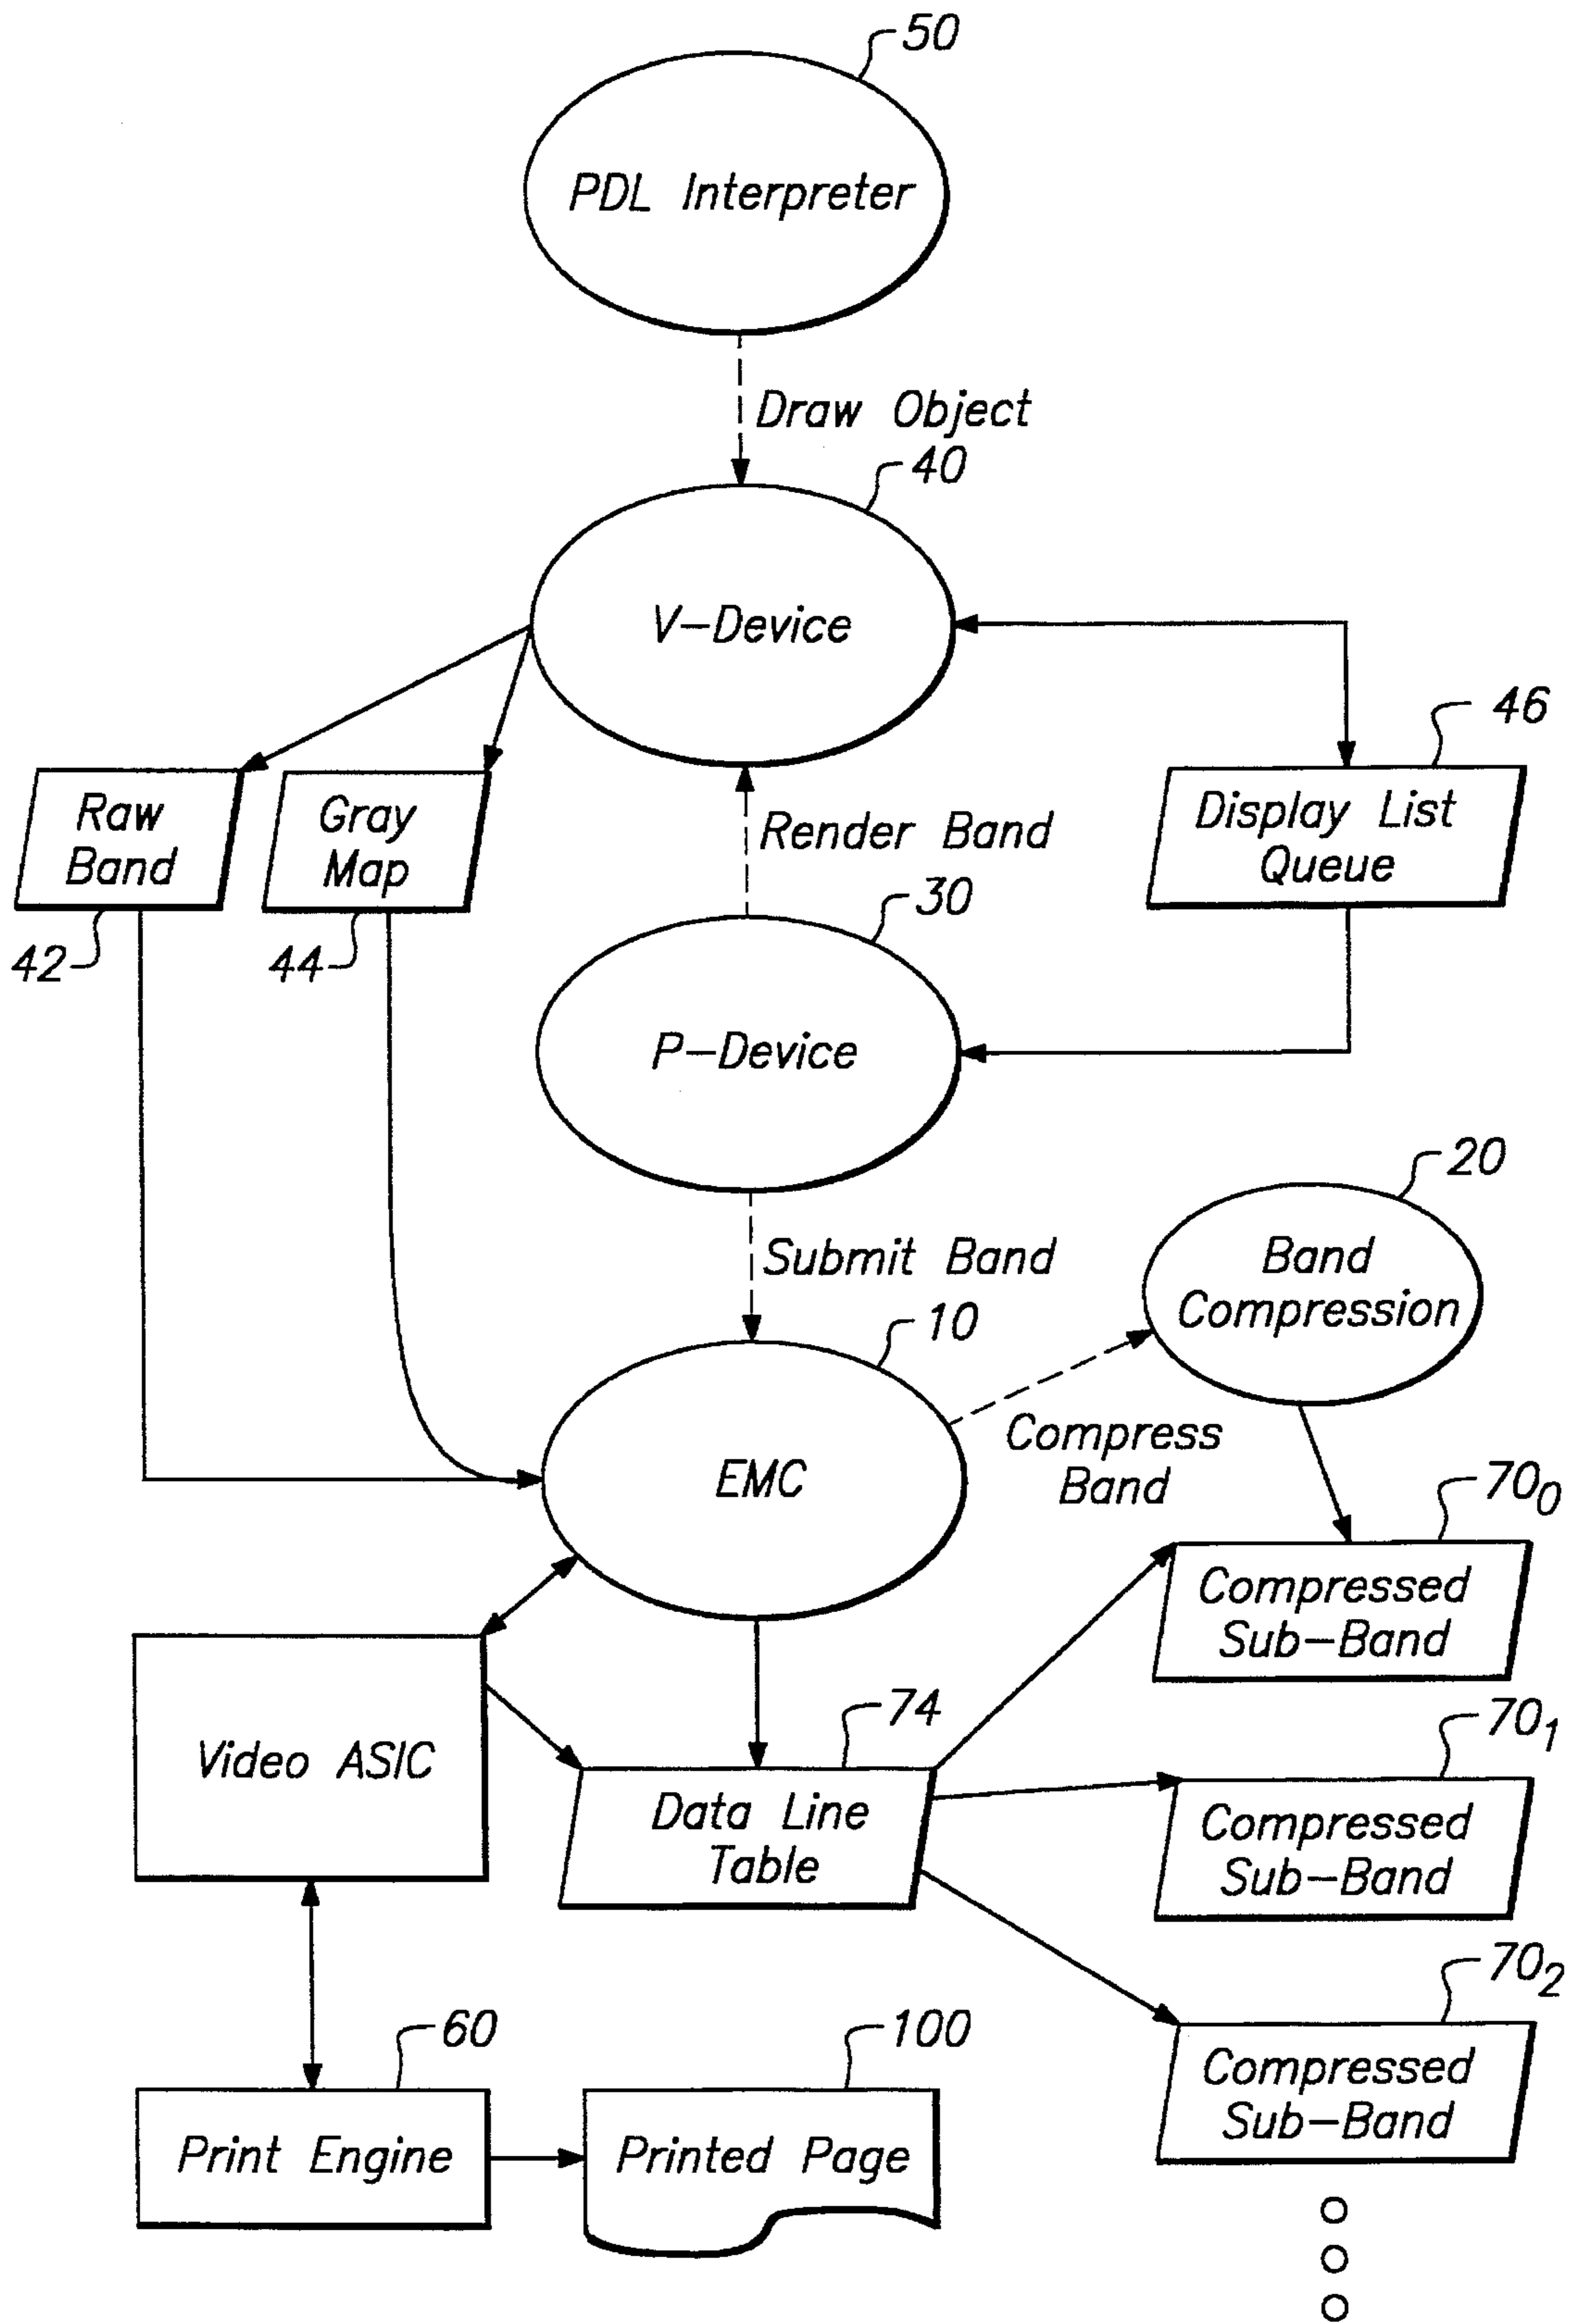 50
PDL Interpreter
Draw Object
40
V-Device
46
Raw
Band
Gray
Map
Render Band
Display List
Queue
42
44
30
P-Device
20
Submit Band
Band
Compression
10
EMC
Compress
Band
70₀
Compressed
Sub-Band
74
70₁
Video ASIC
Data Line
Table
Compressed
Sub-Band
70₂
60
100
Compressed
Sub-Band
Print Engine
Printed Page